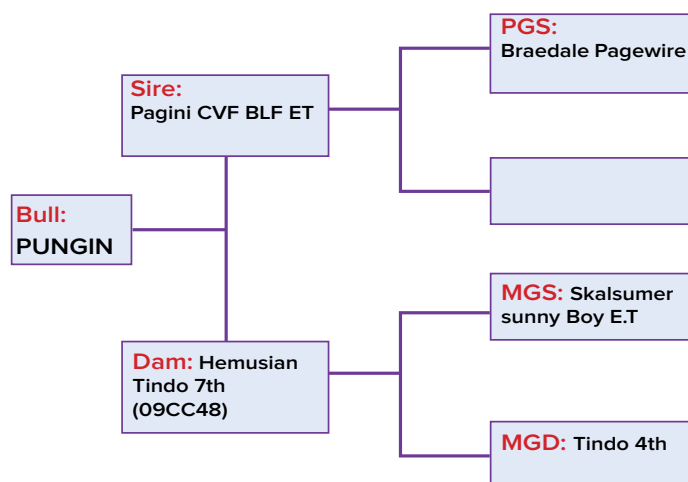 PGS:
Braedale Pagewire
Sire:
Pagini CVF BLF ET
Bull:
PUNGIN
MGS: Skalsumer
sunny Boy E.T
Dam: Hemusian
Tindo 7th
(09CC48)
MGD: Tindo 4th